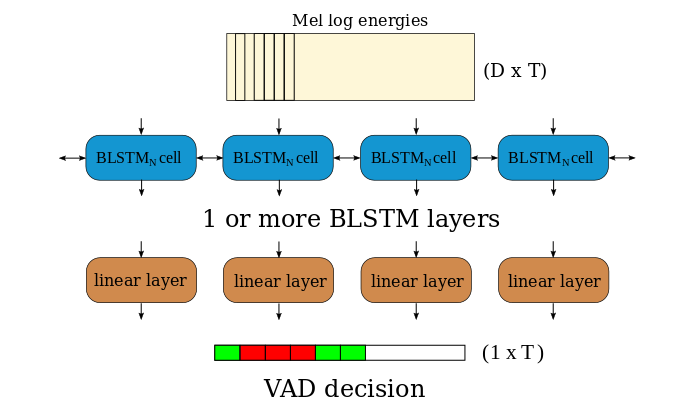 Mel log energies
(D x T)
BLSTM_N cell BLSTM_N cell BLSTM_N cell BLSTM_N cell
1 or more BLSTM layers
linear layer linear layer linear layer linear layer
(1 x T)
VAD decision